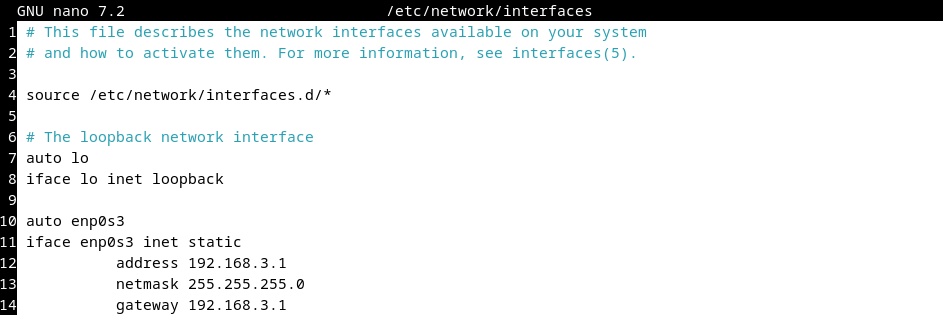 GNU nano 7.2 /etc/network/interfaces
1 # This file describes the network interfaces available on your system
2 # and how to activate them. For more information, see interfaces(5).
3
4 source /etc/network/interfaces.d/*
5
6 # The loopback network interface
7 auto lo
8 iface lo inet loopback
9
10 auto enp0s3
11 iface enp0s3 inet static
12 address 192.168.3.1
13 netmask 255.255.255.0
14 gateway 192.168.3.1